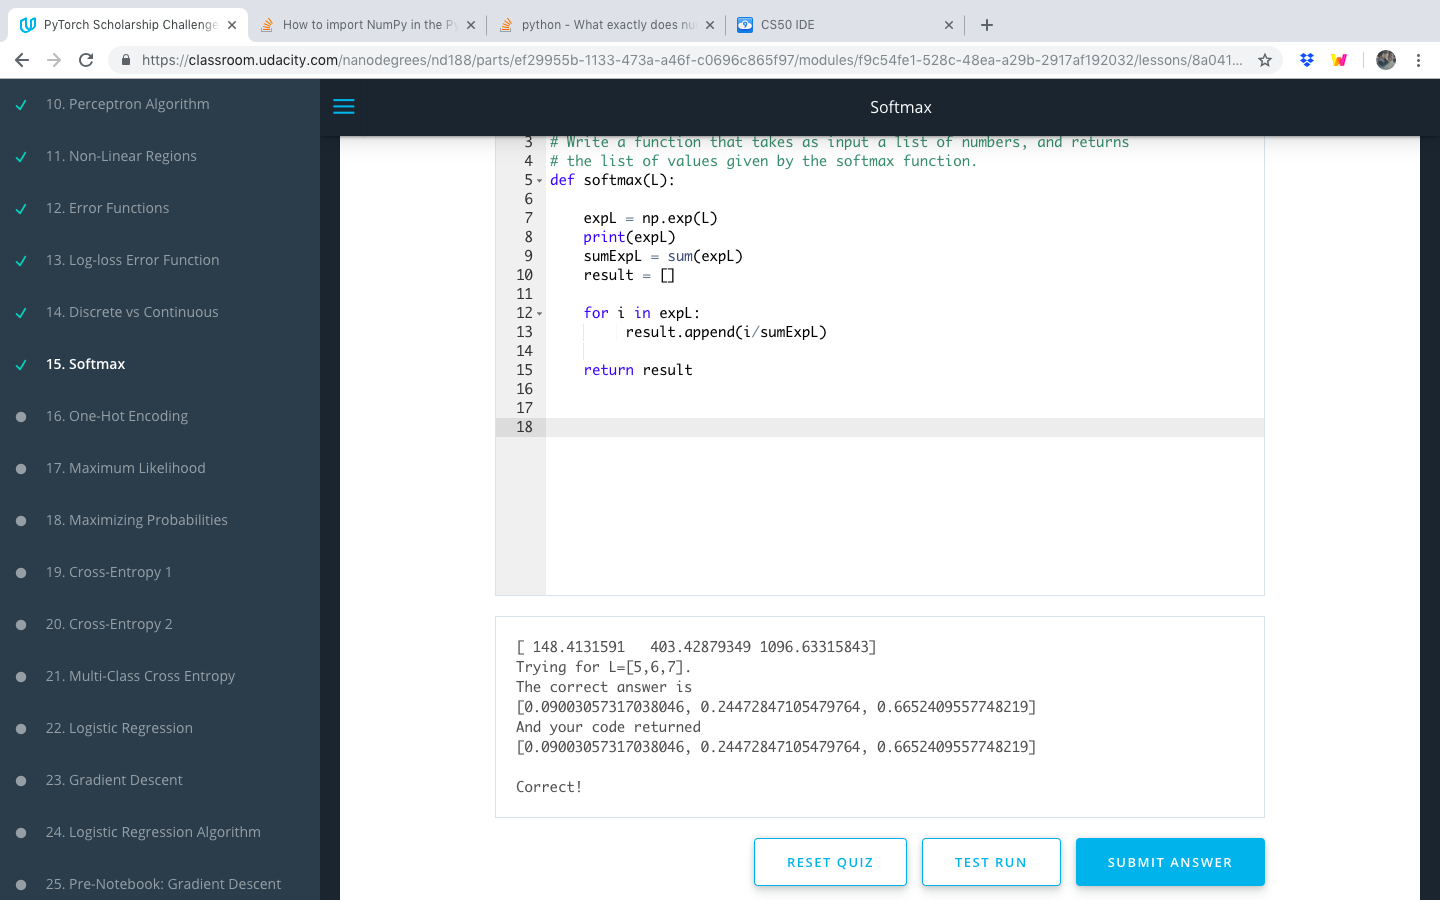 PyTorch Scholarship Challenge
How to import NumPy in the Py
python - What exactly does nu
CS50 IDE
https://classroom.udacity.com/nanodegrees/nd188/parts/ef29955b-1133-473a-a46f-c0696c865f97/modules/f9c54fe1-528c-48ea-a29b-2917af192032/lessons/8a041...
10. Perceptron Algorithm
11. Non-Linear Regions
12. Error Functions
13. Log-loss Error Function
14. Discrete vs Continuous
15. Softmax
16. One-Hot Encoding
17. Maximum Likelihood
18. Maximizing Probabilities
19. Cross-Entropy 1
20. Cross-Entropy 2
21. Multi-Class Cross Entropy
22. Logistic Regression
23. Gradient Descent
24. Logistic Regression Algorithm
25. Pre-Notebook: Gradient Descent
Softmax
3 # Write a function that takes as input a list of numbers, and returns
4 # the list of values given by the softmax function.
5 def softmax(L):
6
7 expL = np.exp(L)
8 print(expL)
9 sumExpL = sum(expL)
10 result = []
11
12 for i in expL:
13 result.append(i/sumExpL)
14
15 return result
16
17
18
[ 148.4131591 403.42879349 1096.63315843]
Trying for L=[5,6,7].
The correct answer is
[0.09003057317038046, 0.24472847105479764, 0.6652409557748219]
And your code returned
[0.09003057317038046, 0.24472847105479764, 0.6652409557748219]
Correct!
RESET QUIZ
TEST RUN
SUBMIT ANSWER